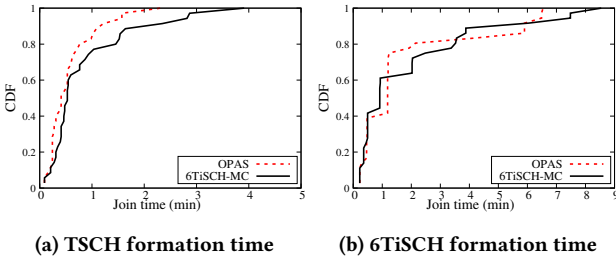 1
0.8
0.6
0.4
0.2
0
CDF
OPAS
6TiSCH-MC
0 1 2 3 4 5
Join time (min)
(a) TSCH formation time
1
0.8
0.6
0.4
0.2
0
CDF
OPAS
6TiSCH-MC
0 1 2 3 4 5 6 7 8 9
Join time (min)
(b) 6TiSCH formation time